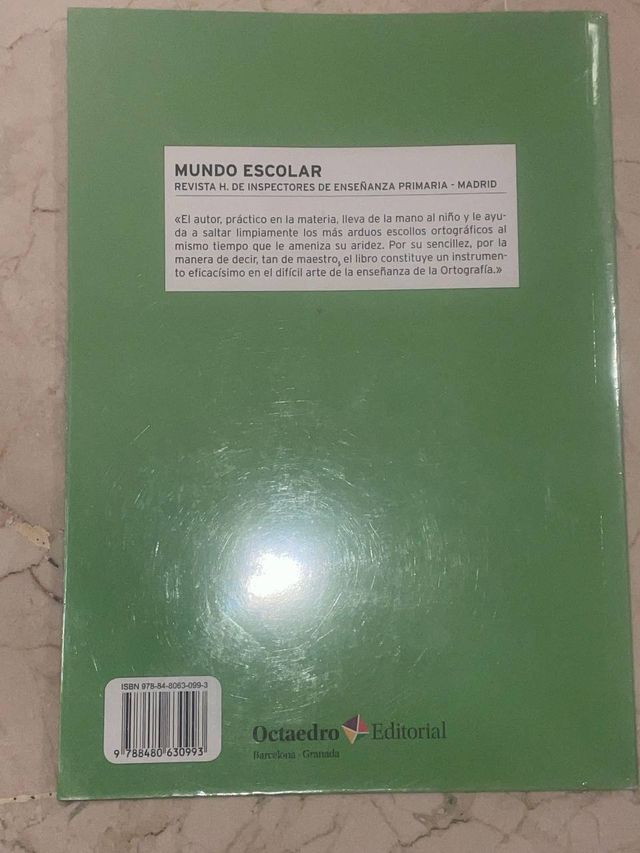 MUNDO ESCOLAR
REVISTA H. DE INSPECTORES DE ENSEÑANZA PRIMARIA - MADRID
«El autor, práctico en la materia, lleva de la mano al niño y le ayu-
da a saltar limpiamente los más arduos escollos ortográficos al
mismo tiempo que le ameniza su aridez. Por su sencillez, por la
manera de decir, tan de maestro, el libro constituye un instrumen-
to eficacísimo en el difícil arte de la enseñanza de la Ortografía.»
ISBN 978-84-8063-099-3
9 788480 630993
Octaedro Editorial
Barcelona - Granada